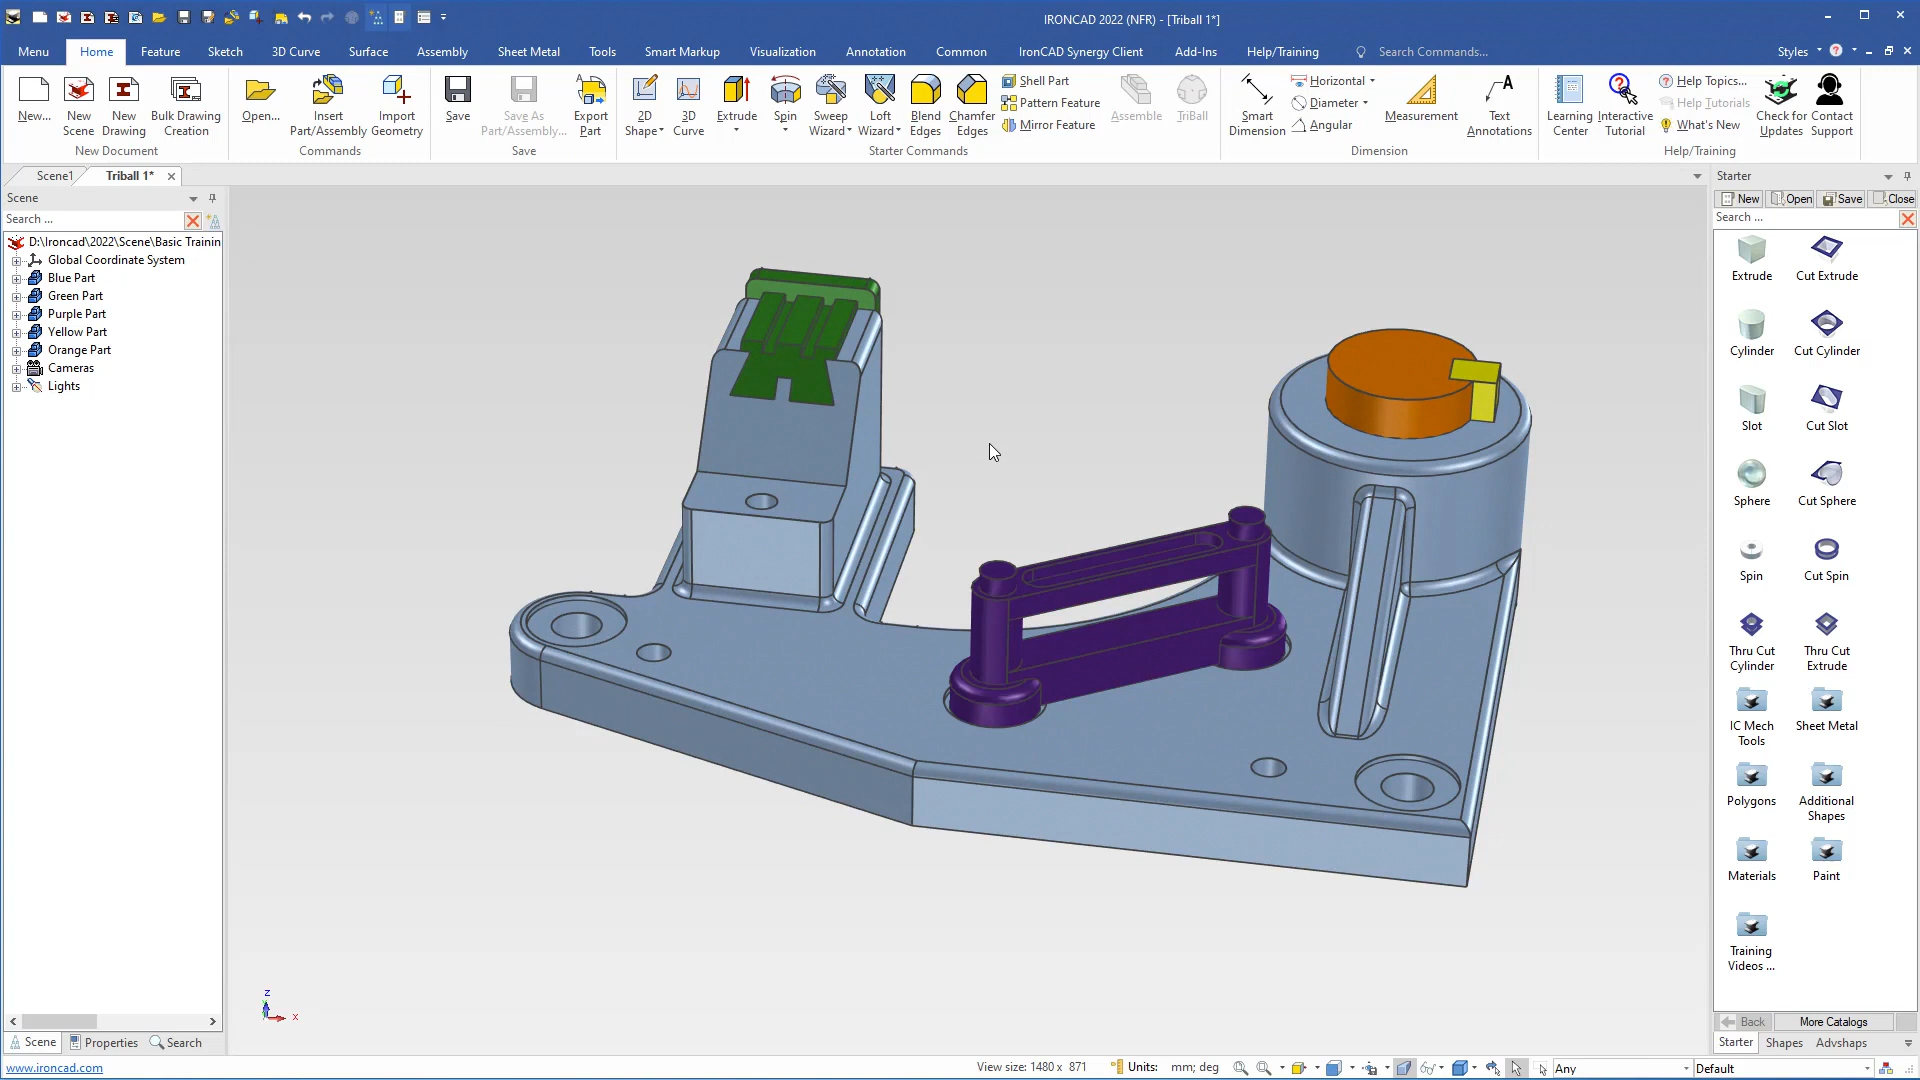 IRONCAD 2022 (NFR) - [Triball 1*]
Menu
Home
Feature
Sketch
3D Curve
Surface
Assembly
Sheet Metal
Tools
Smart Markup
Visualization
Annotation
Common
IronCAD Synergy Client
Add-Ins
Help/Training
Search Commands...
Styles
New...
New Scene
New Drawing
Bulk Drawing Creation
New Document
Open...
Insert Part/Assembly
Import Geometry
Commands
Save
Save As Part/Assembly...
Export Part
Save
2D Shape
3D Curve
Extrude
Spin
Sweep Wizard
Loft Wizard
Blend Edges
Chamfer Edges
Shell Part
Pattern Feature
Mirror Feature
Assemble
TriBall
Starter Commands
Smart Dimension
Horizontal
Diameter
Angular
Measurement
Text Annotations
Dimension
Learning Center
Interactive Tutorial
Help Topics...
Help Tutorials
What's New
Check for Updates
Contact Support
Help/Training
Scene1
Triball 1*
Scene
Search ...
D:\Ironcad\2022\Scene\Basic Trainin
Global Coordinate System
Blue Part
Green Part
Purple Part
Yellow Part
Orange Part
Cameras
Lights
Z
X
Scene
Properties
Search
Starter
New
Open
Save
Close
Search ...
Extrude
Cut Extrude
Cylinder
Cut Cylinder
Slot
Cut Slot
Sphere
Cut Sphere
Spin
Cut Spin
Thru Cut Cylinder
Thru Cut Extrude
IC Mech Tools
Sheet Metal
Polygons
Additional Shapes
Materials
Paint
Training Videos ...
Back
More Catalogs
Starter
Shapes
Advshaps
www.ironcad.com
View size: 1480 x 871
Units:
mm; deg
Any
Default